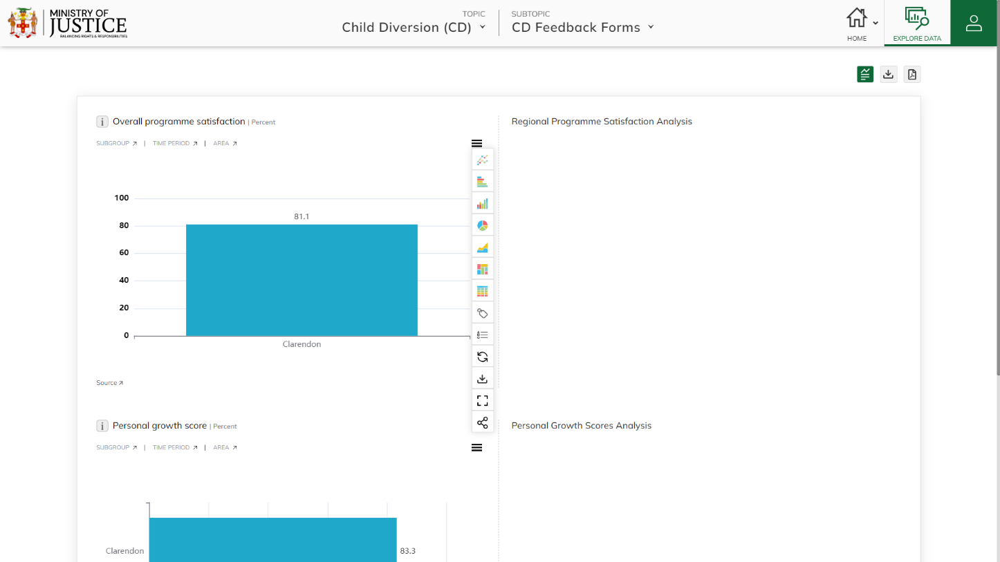 MINISTRY OF
JUSTICE
BALANCING RIGHTS & RESPONSIBILITIES
TOPIC
Child Diversion (CD)
SUBTOPIC
CD Feedback Forms
HOME
EXPLORE DATA
i Overall programme satisfaction | Percent
SUBGROUP | TIME PERIOD | AREA
100
80
60
40
20
0
81.1
Clarendon
Source
Regional Programme Satisfaction Analysis
i Personal growth score | Percent
SUBGROUP | TIME PERIOD | AREA
Clarendon
83.3
Personal Growth Scores Analysis